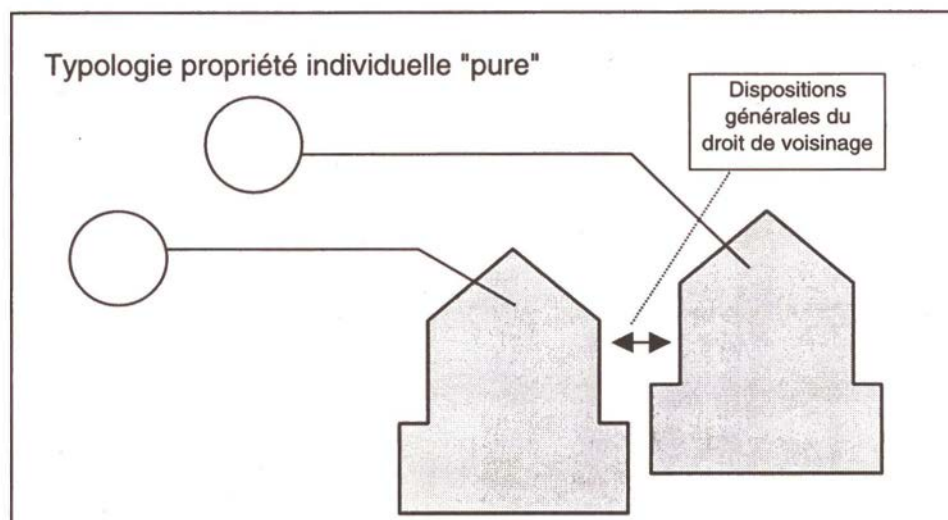 Typologie propriété individuelle "pure"
Dispositions
générales du
droit de voisinage